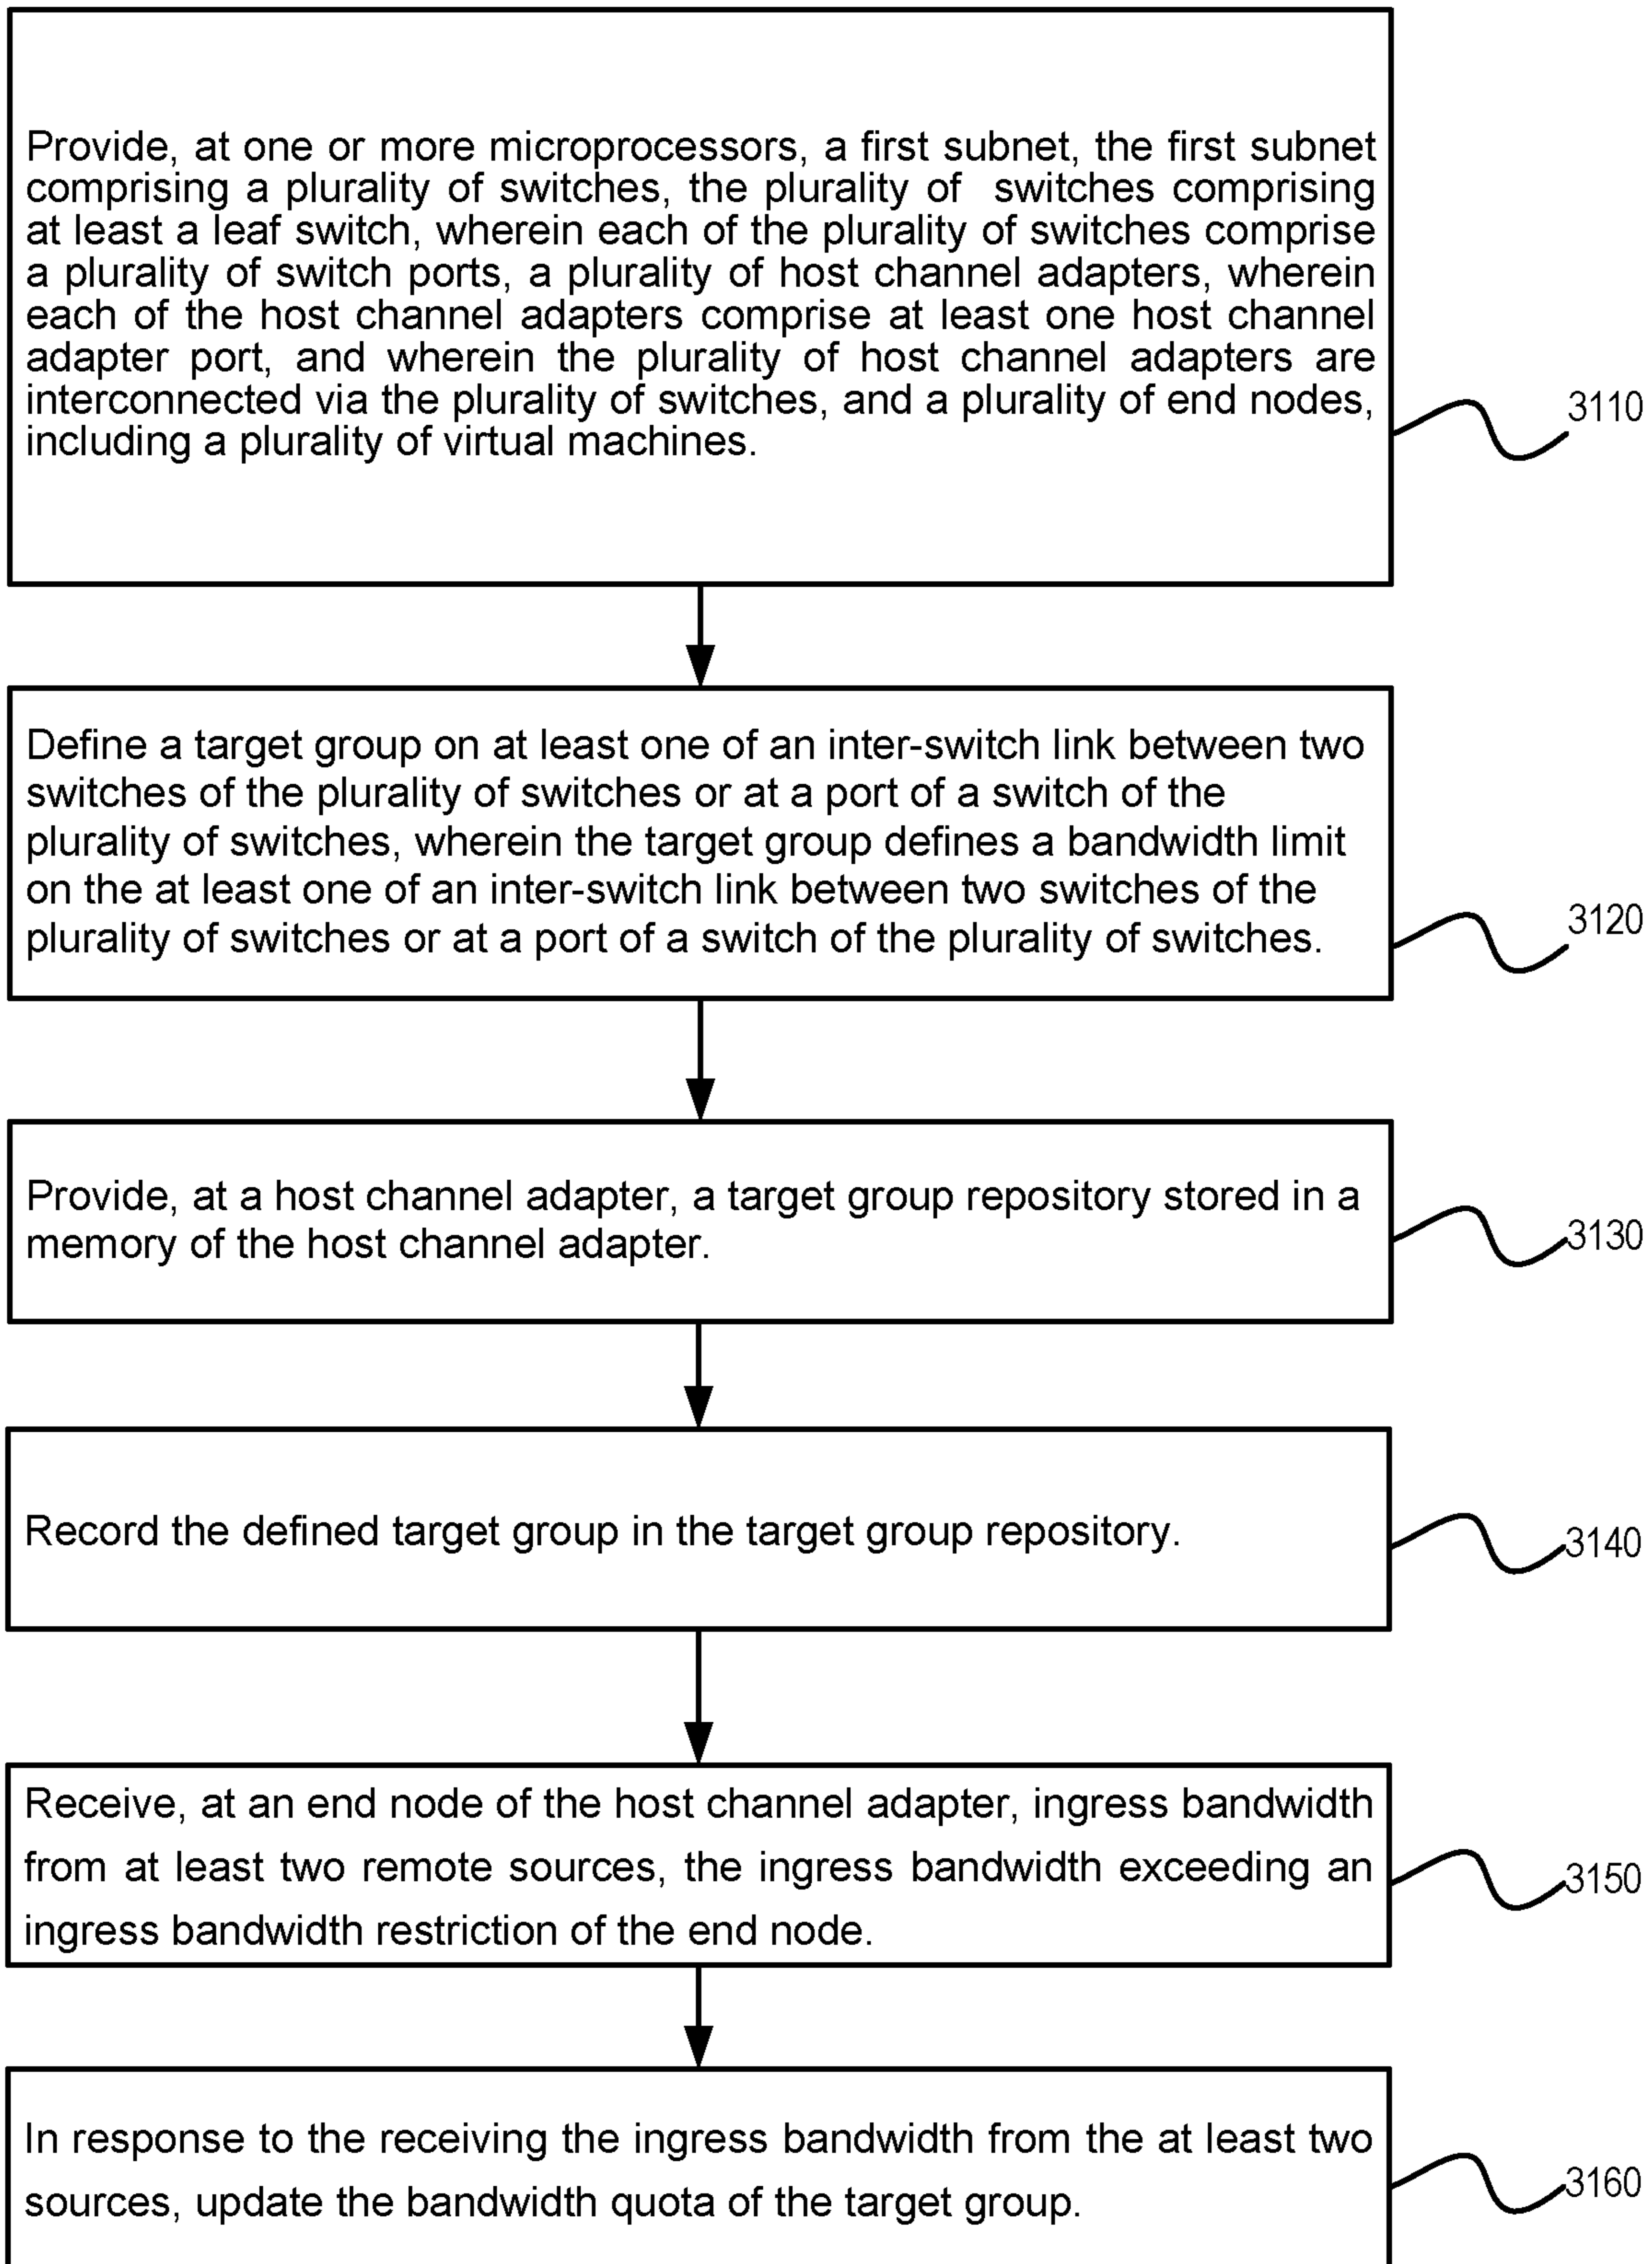 Provide, at one or more microprocessors, a first subnet, the first subnet
comprising a plurality of switches, the plurality of switches comprising
at least a leaf switch, wherein each of the plurality of switches comprise
a plurality of switch ports, a plurality of host channel adapters, wherein
each of the host channel adapters comprise at least one host channel
adapter port, and wherein the plurality of host channel adapters are
interconnected via the plurality of switches, and a plurality of end nodes,
including a plurality of virtual machines.
3110
Define a target group on at least one of an inter-switch link between two
switches of the plurality of switches or at a port of a switch of the
plurality of switches, wherein the target group defines a bandwidth limit
on the at least one of an inter-switch link between two switches of the
plurality of switches or at a port of a switch of the plurality of switches.
3120
Provide, at a host channel adapter, a target group repository stored in a
memory of the host channel adapter.
3130
Record the defined target group in the target group repository.
3140
Receive, at an end node of the host channel adapter, ingress bandwidth
from at least two remote sources, the ingress bandwidth exceeding an
ingress bandwidth restriction of the end node.
3150
In response to the receiving the ingress bandwidth from the at least two
sources, update the bandwidth quota of the target group.
3160